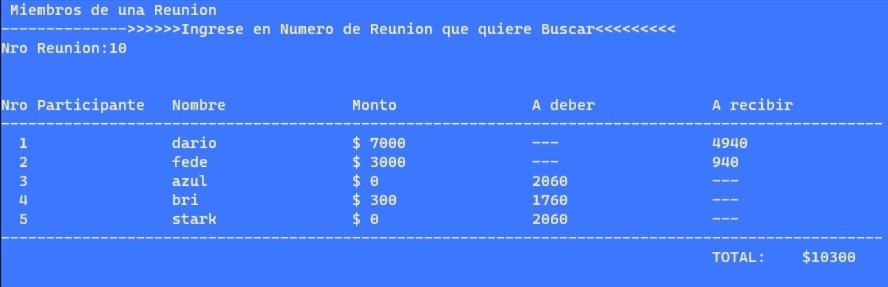 Miembros de una Reunion
-------------->>>>>>Ingrese en Numero de Reunion que quiere Buscar<<<<<<<<<
Nro Reunion:10
Nro Participante Nombre Monto A deber A recibir
--------------------------------------------------------------------------------------------------
1 dario $ 7000 --- 4940
2 fede $ 3000 --- 940
3 azul $ 0 2060 ---
4 bri $ 300 1760 ---
5 stark $ 0 2060 ---
--------------------------------------------------------------------------------------------------
TOTAL: $10300